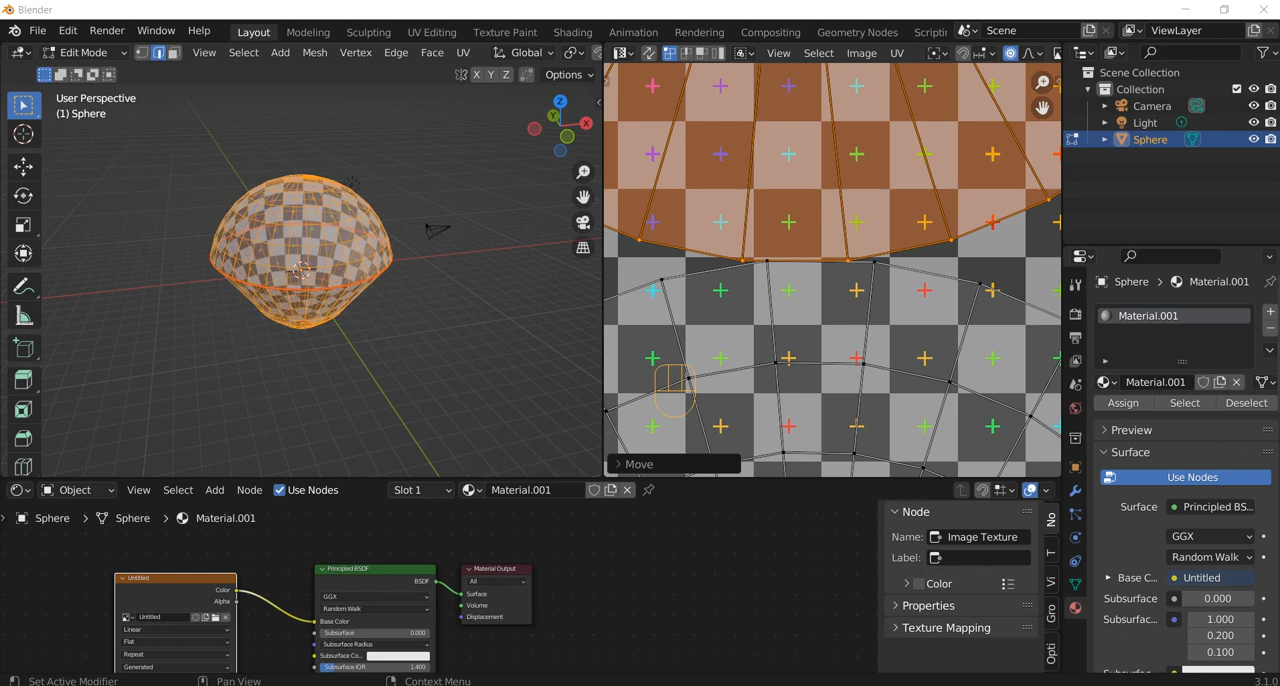 Blender
File Edit Render Window Help Layout Modeling Sculpting UV Editing Texture Paint Shading Animation Rendering Compositing Geometry Nodes Scriptin Scene ViewLayer
Edit Mode View Select Add Mesh Vertex Edge Face UV Global View Select Image UV
X Y Z Options
User Perspective
(1) Sphere
Z
Y
X
Scene Collection
Collection
Camera
Light
Sphere
Sphere Material.001
Material.001
Material.001
Assign Select Deselect
Preview
Surface
Use Nodes
Surface Principled BS...
GGX
Random Walk
Base C... Untitled
Subsurface 0.000
Subsurfac... 1.000
0.200
0.100
Move
Object View Select Add Node Use Nodes Slot 1 Material.001
Sphere Sphere Material.001
Untitled
Color
Alpha
Untitled
Linear
Flat
Repeat
Generated
Principled BSDF
BSDF
GGX
Random Walk
Base Color
Subsurface 0.000
Subsurface Radius
Subsurface Co...
Subsurface IOR 1.400
Material Output
All
Surface
Volume
Displacement
Node
Name: Image Texture
Label:
Color
Properties
Texture Mapping
No
T
Vi
Gro
Opti
Set Active Modifier Pan View Context Menu 3.1.0